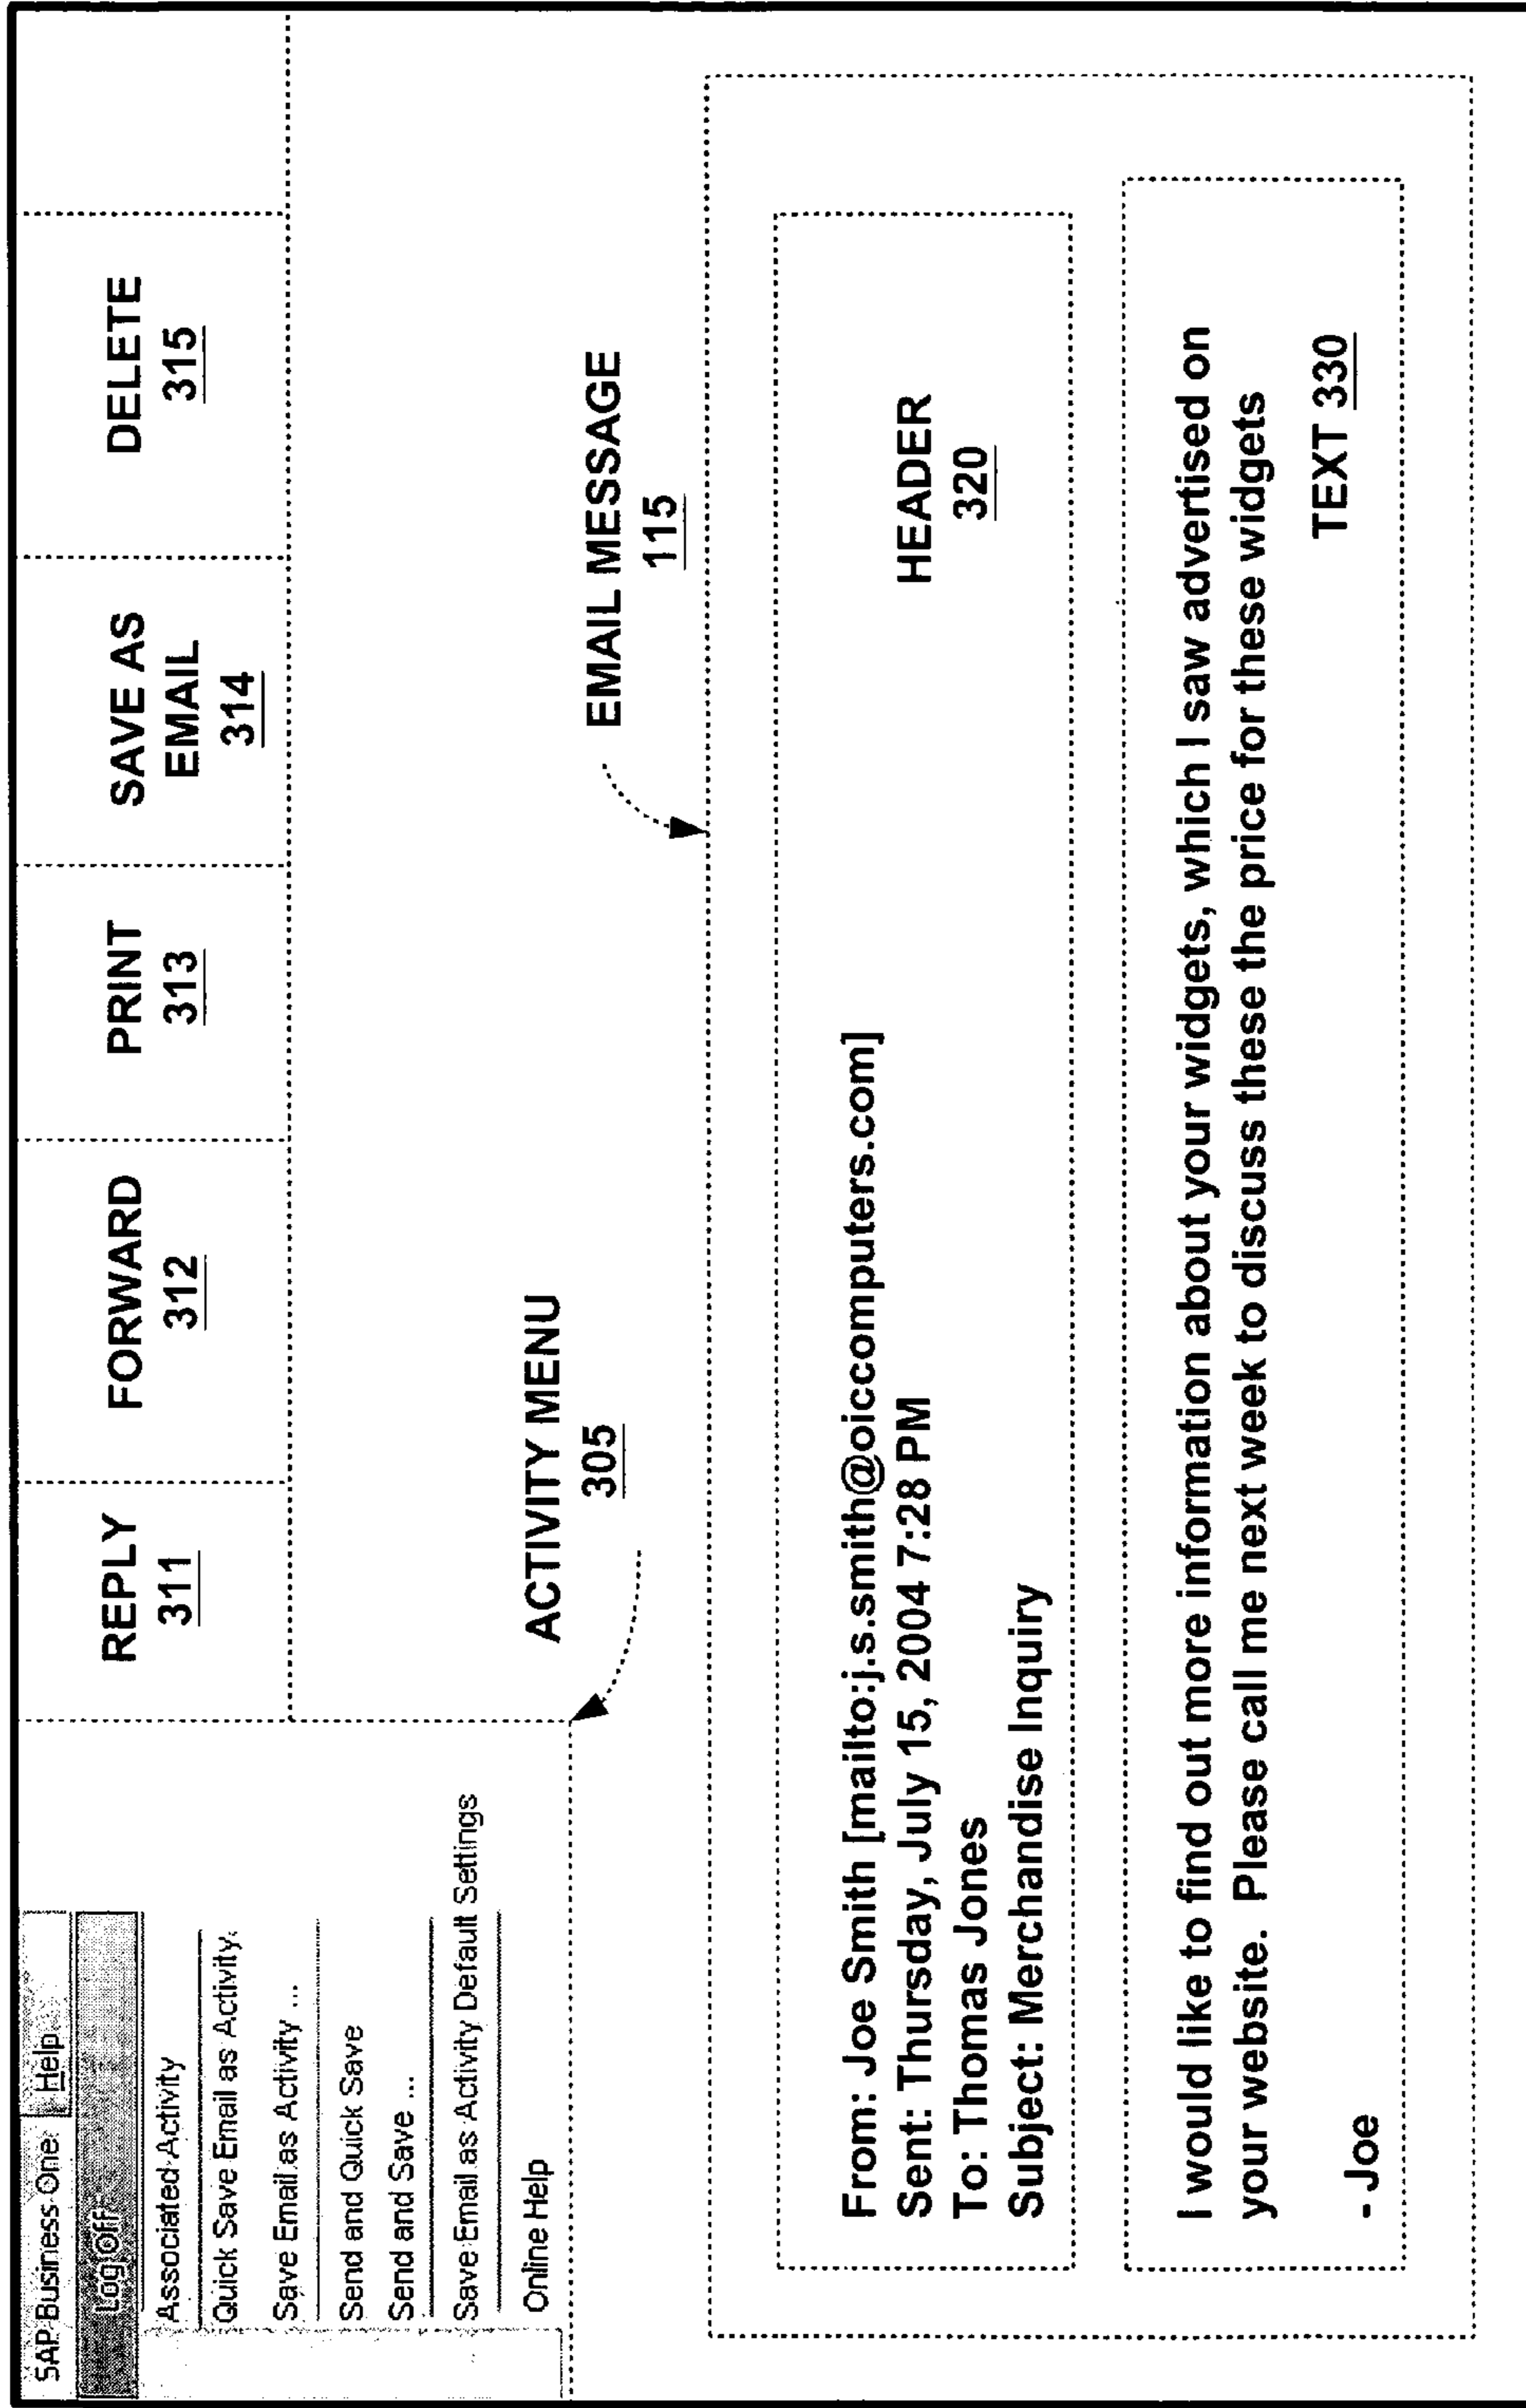 SAP Business One Help
Log Off
Associated Activity
Quick Save Email as Activity
Save Email as Activity ...
Send and Quick Save
Send and Save ...
Save Email as Activity Default Settings
Online Help
REPLY
311
FORWARD
312
PRINT
313
SAVE AS
EMAIL
314
DELETE
315
ACTIVITY MENU
305
EMAIL MESSAGE
115
From: Joe Smith [mailto:j.s.smith@oiccomputers.com]
Sent: Thursday, July 15, 2004 7:28 PM
To: Thomas Jones
Subject: Merchandise Inquiry
HEADER
320
I would like to find out more information about your widgets, which I saw advertised on
your website. Please call me next week to discuss these the price for these widgets
- Joe
TEXT 330